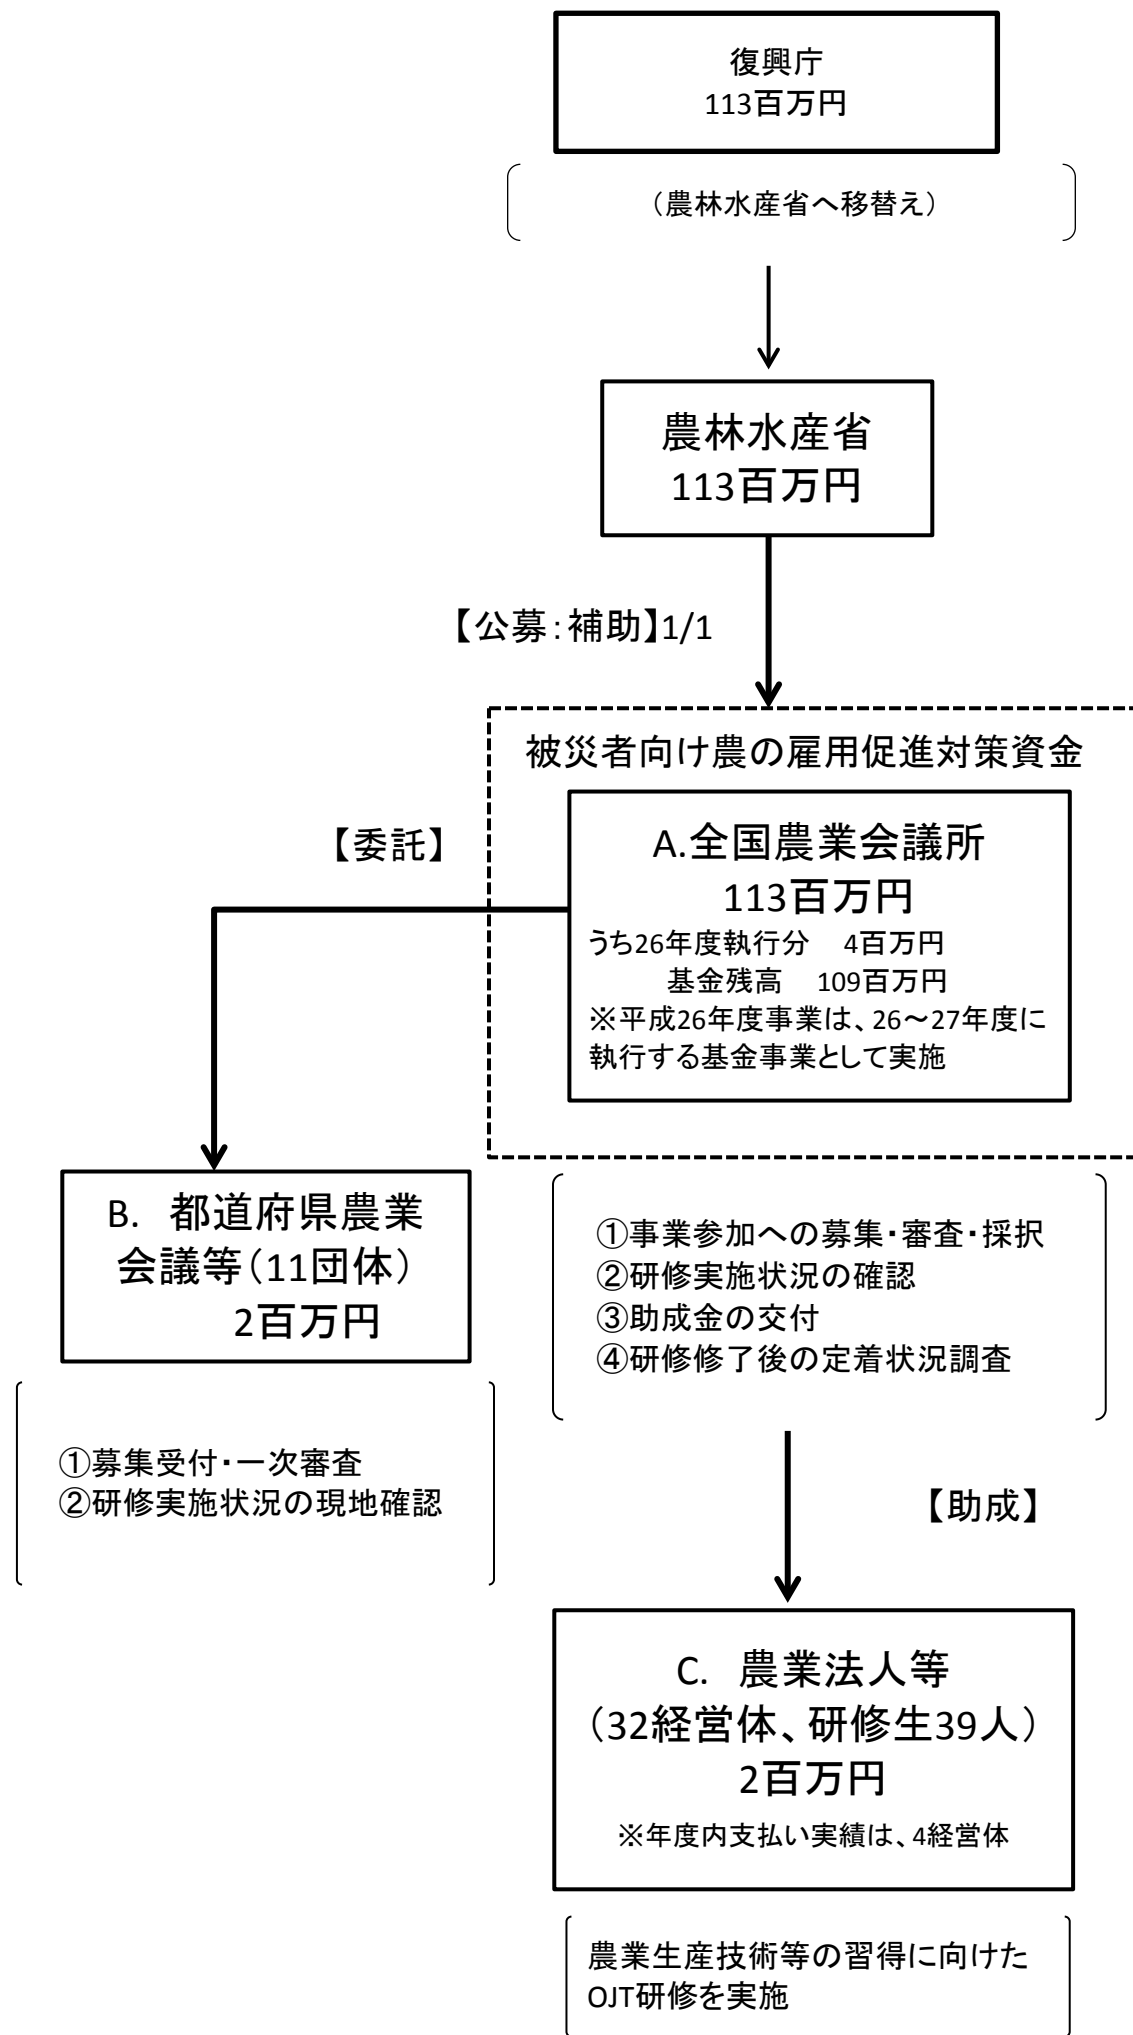 復興庁
113百万円
（農林水産省へ移替え）
農林水産省
113百万円
【公募：補助】1/1
被災者向け農の雇用促進対策資金
【委託】
A.全国農業会議所
113百万円
うち26年度執行分　4百万円
基金残高　109百万円
※平成26年度事業は、26～27年度に
執行する基金事業として実施
B.　都道府県農業
会議等（11団体）
2百万円
①事業参加への募集・審査・採択
②研修実施状況の確認
③助成金の交付
④研修修了後の定着状況調査
①募集受付・一次審査
②研修実施状況の現地確認
【助成】
C.　農業法人等
（32経営体、研修生39人）
2百万円
※年度内支払い実績は、4経営体
農業生産技術等の習得に向けた
OJT研修を実施